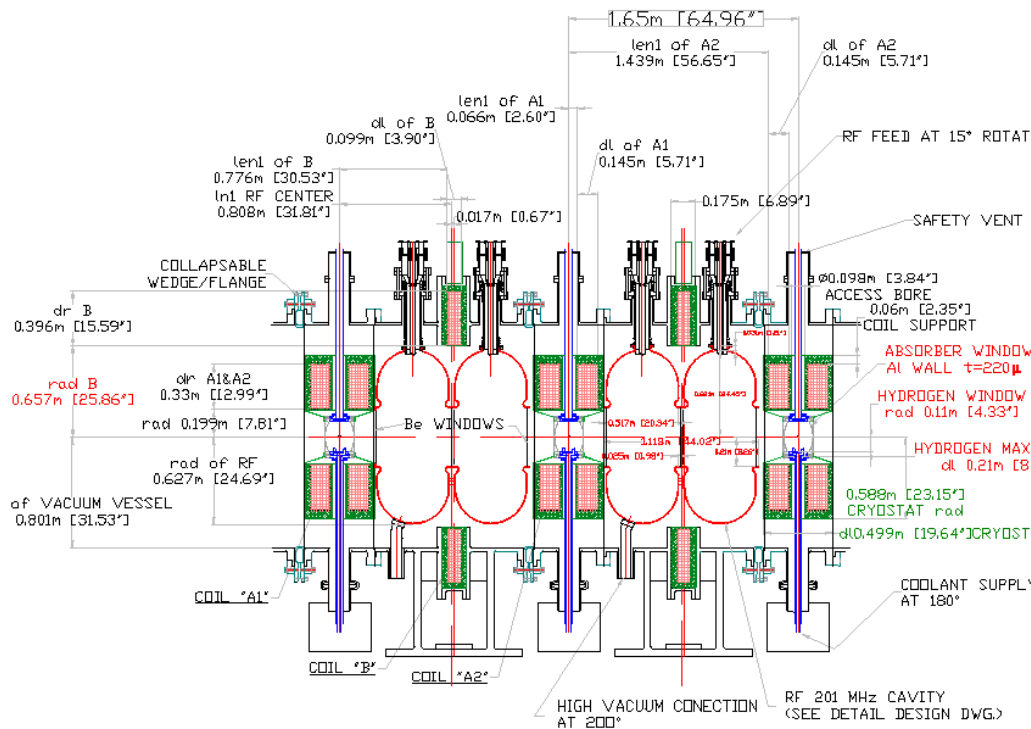 1.65m [64.96"]
len1 of A2
1.439m [56.65"]
dl of A2
0.145m [5.71"]
len1 of A1
0.066m [2.60"]
dl of B
0.099m [3.90"]
dl of A1
0.145m [5.71"]
RF FEED AT 15° ROTAT
len1 of B
0.776m [30.53"]
ln1 RF CENTER
0.808m [31.81"]
0.017m [0.67"]
0.175m [6.89"]
SAFETY VENT
COLLAPSABLE
WEDGE/FLANGE
ø0.098m [3.84"]
ACCESS BORE
0.06m [2.35"]
COIL SUPPORT
dr B
0.396m [15.59"]
ABSORBER WINDOW
Al WALL t=220µ
rad B
0.657m [25.86"]
dr A1&A2
0.33m [12.99"]
HYDROGEN WINDOW
rad 0.11m [4.33"]
rad 0.199m [7.81"]
Be WINDOWS
0.517m [20.34"]
0.025m [0.98"]
HYDROGEN MAX
dl 0.21m [8
rad of RF
0.627m [24.69"]
of VACUUM VESSEL
0.801m [31.53"]
0.588m [23.15"]
CRYOSTAT rad
dl0.499m [19.64"]CRYOST
COIL "A1"
COIL "B"
COIL "A2"
COOLANT SUPPLY
AT 180°
HIGH VACUUM CONECTION
AT 200°
RF 201 MHz CAVITY
(SEE DETAIL DESIGN DWG.)